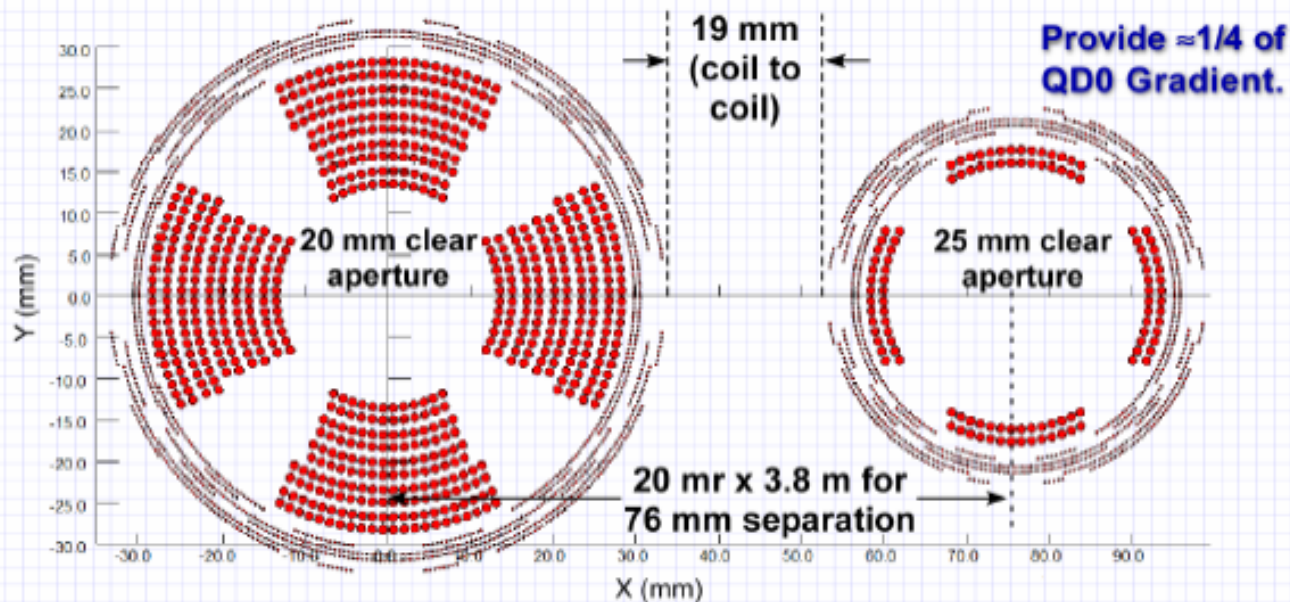 19 mm
(coil to
coil)
Provide ≈1/4 of
QD0 Gradient.
30.0
25.0
20.0
15.0
10.0
5.0
0.0
-5.0
-10.0
-15.0
-20.0
-25.0
-30.0
Y (mm)
20 mm clear
aperture
25 mm clear
aperture
20 mr x 3.8 m for
76 mm separation
-30.0 -20.0 -10.0 0.0 10.0 20.0 30.0 40.0 50.0 60.0 70.0 80.0 90.0
X (mm)